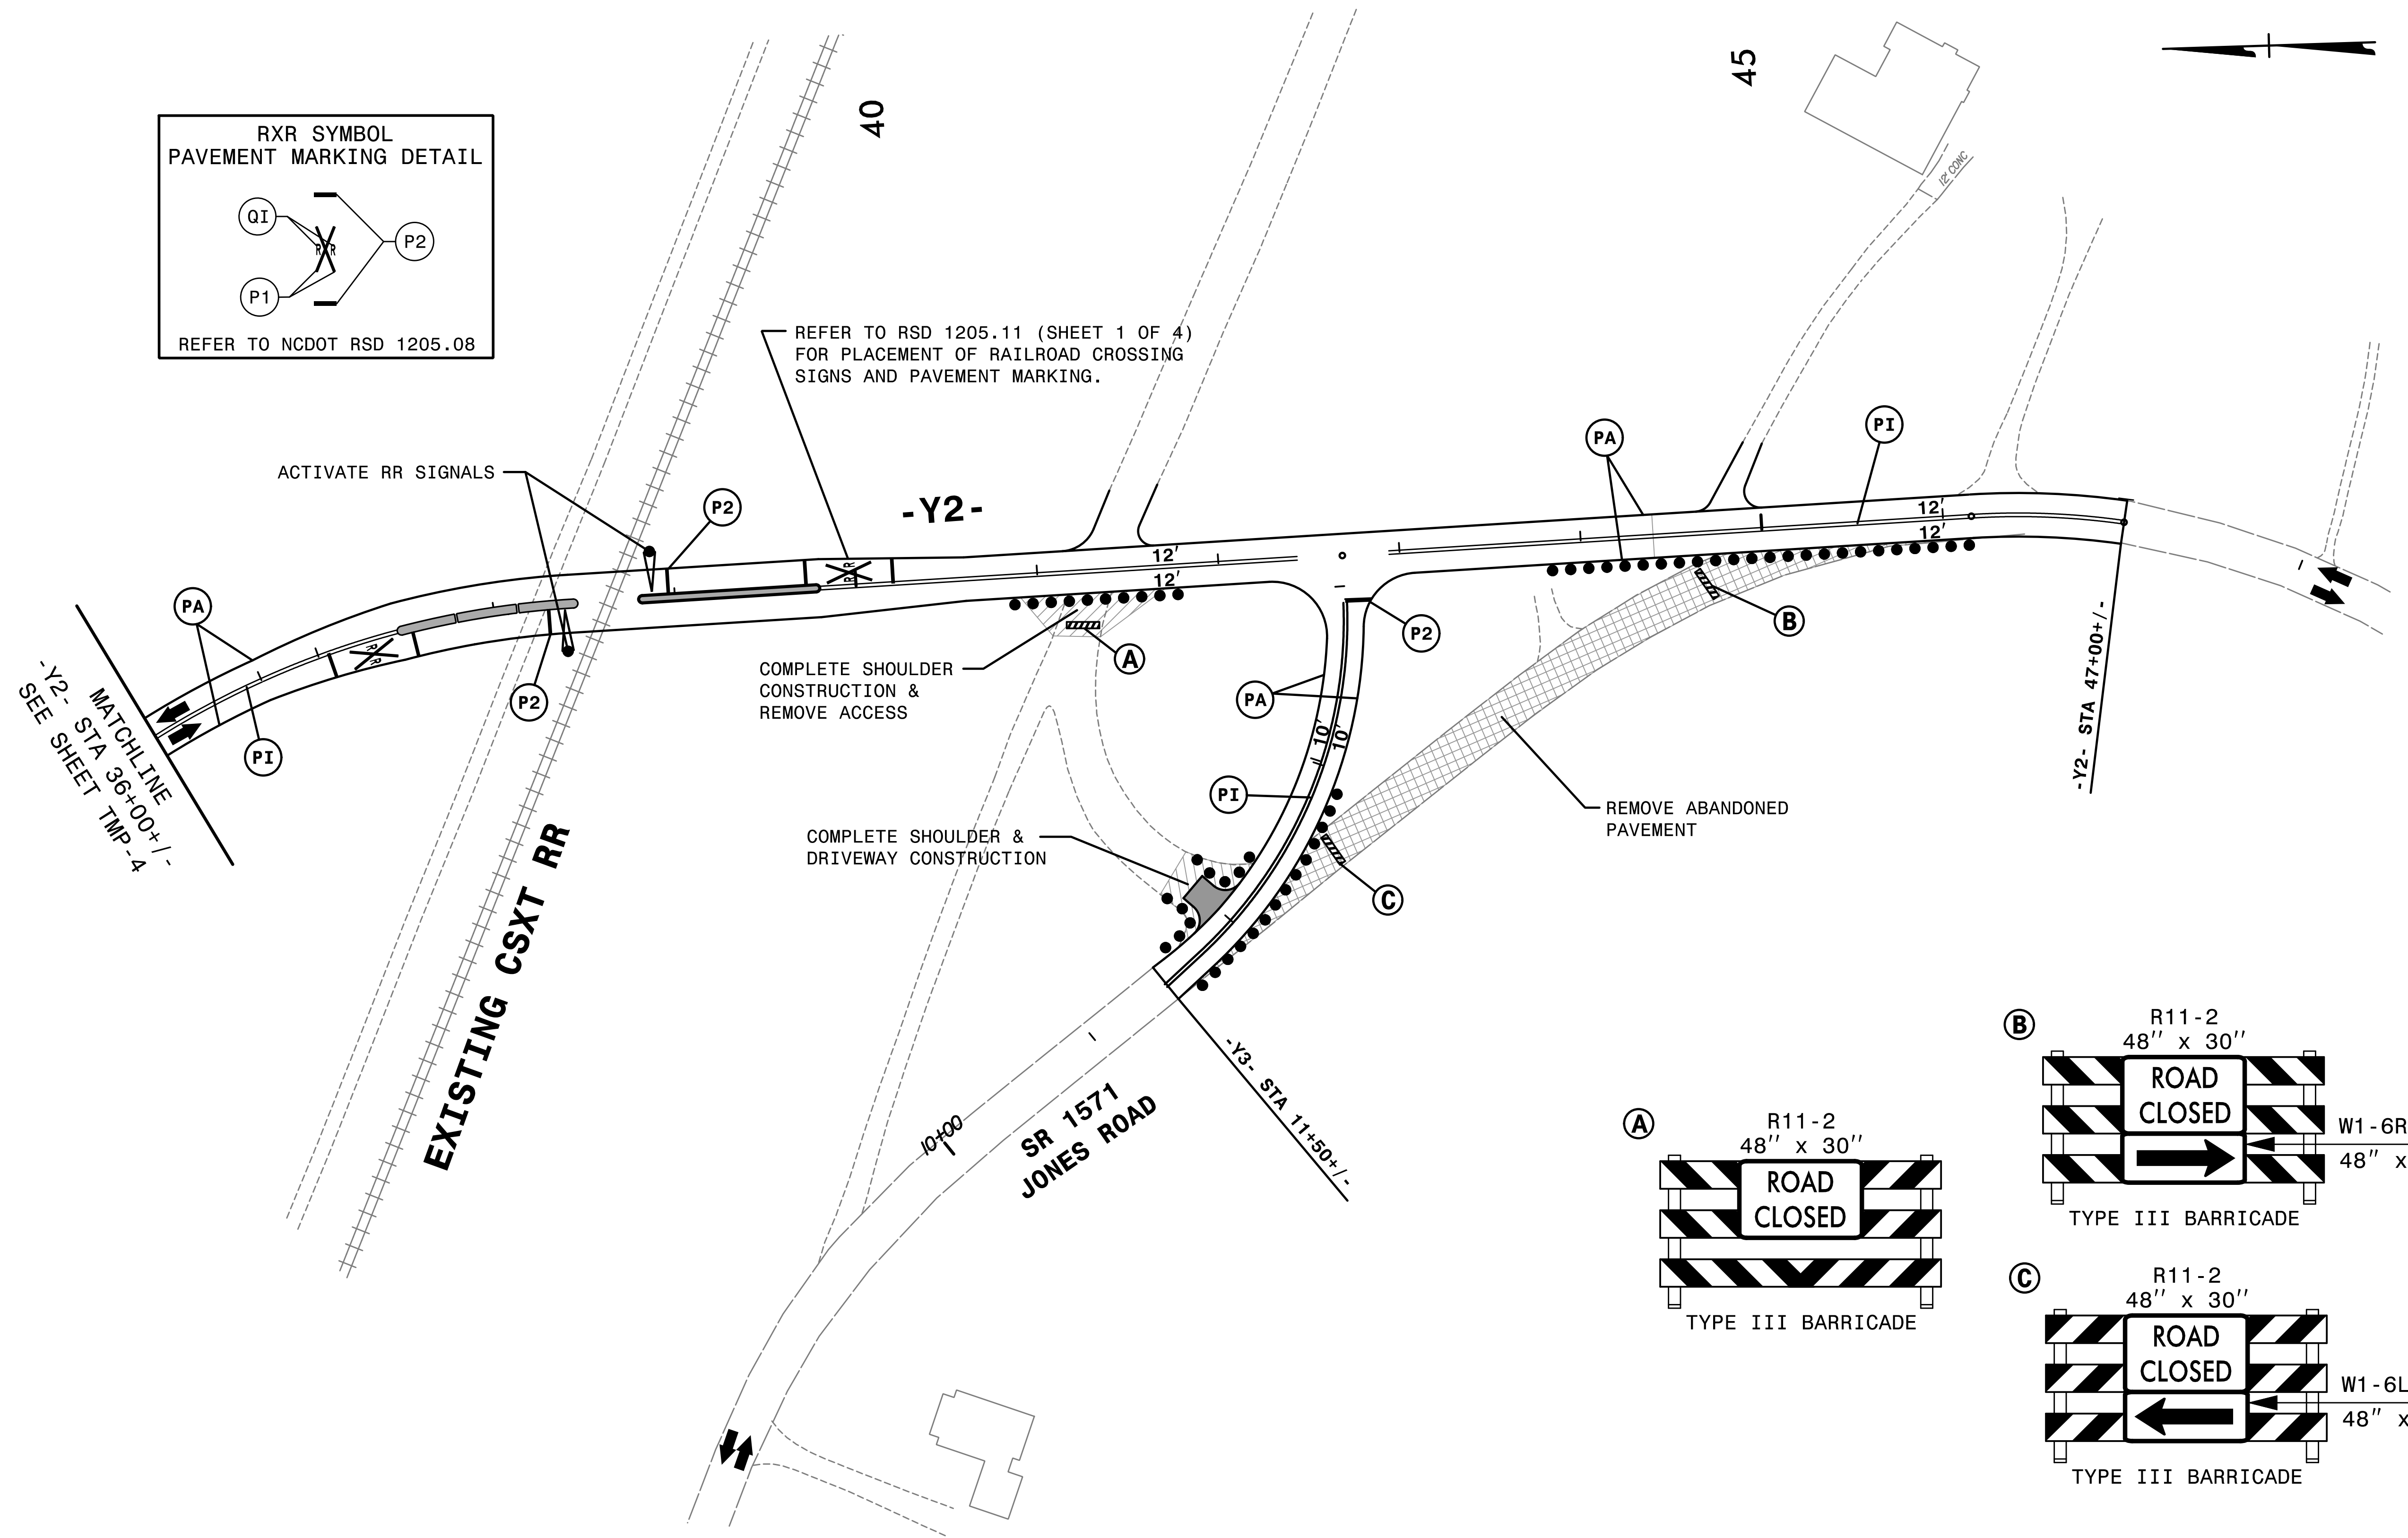 RXR SYMBOL
PAVEMENT MARKING DETAIL
QI
R R
P2
P1
REFER TO NCDOT RSD 1205.08
40
45
12' CONC
REFER TO RSD 1205.11 (SHEET 1 OF 4)
FOR PLACEMENT OF RAILROAD CROSSING
SIGNS AND PAVEMENT MARKING.
ACTIVATE RR SIGNALS
P2
-Y2-
PA
PI
12'
12'
R R
12'
12'
PA
R R
P2
PI
MATCHLINE
-Y2- STA 36+00+/-
SEE SHEET TMP-4
COMPLETE SHOULDER
CONSTRUCTION &
REMOVE ACCESS
A
P2
B
PA
10'
10'
PI
-Y2- STA 47+00+/-
REMOVE ABANDONED
PAVEMENT
COMPLETE SHOULDER &
DRIVEWAY CONSTRUCTION
C
EXISTING CSXT RR
10+00
SR 1571
JONES ROAD
-Y3- STA 11+50+/-
A
R11-2
48" x 30"
ROAD
CLOSED
TYPE III BARRICADE
B
R11-2
48" x 30"
ROAD
CLOSED
W1-6R
48" x
TYPE III BARRICADE
C
R11-2
48" x 30"
ROAD
CLOSED
W1-6L
48" x
TYPE III BARRICADE